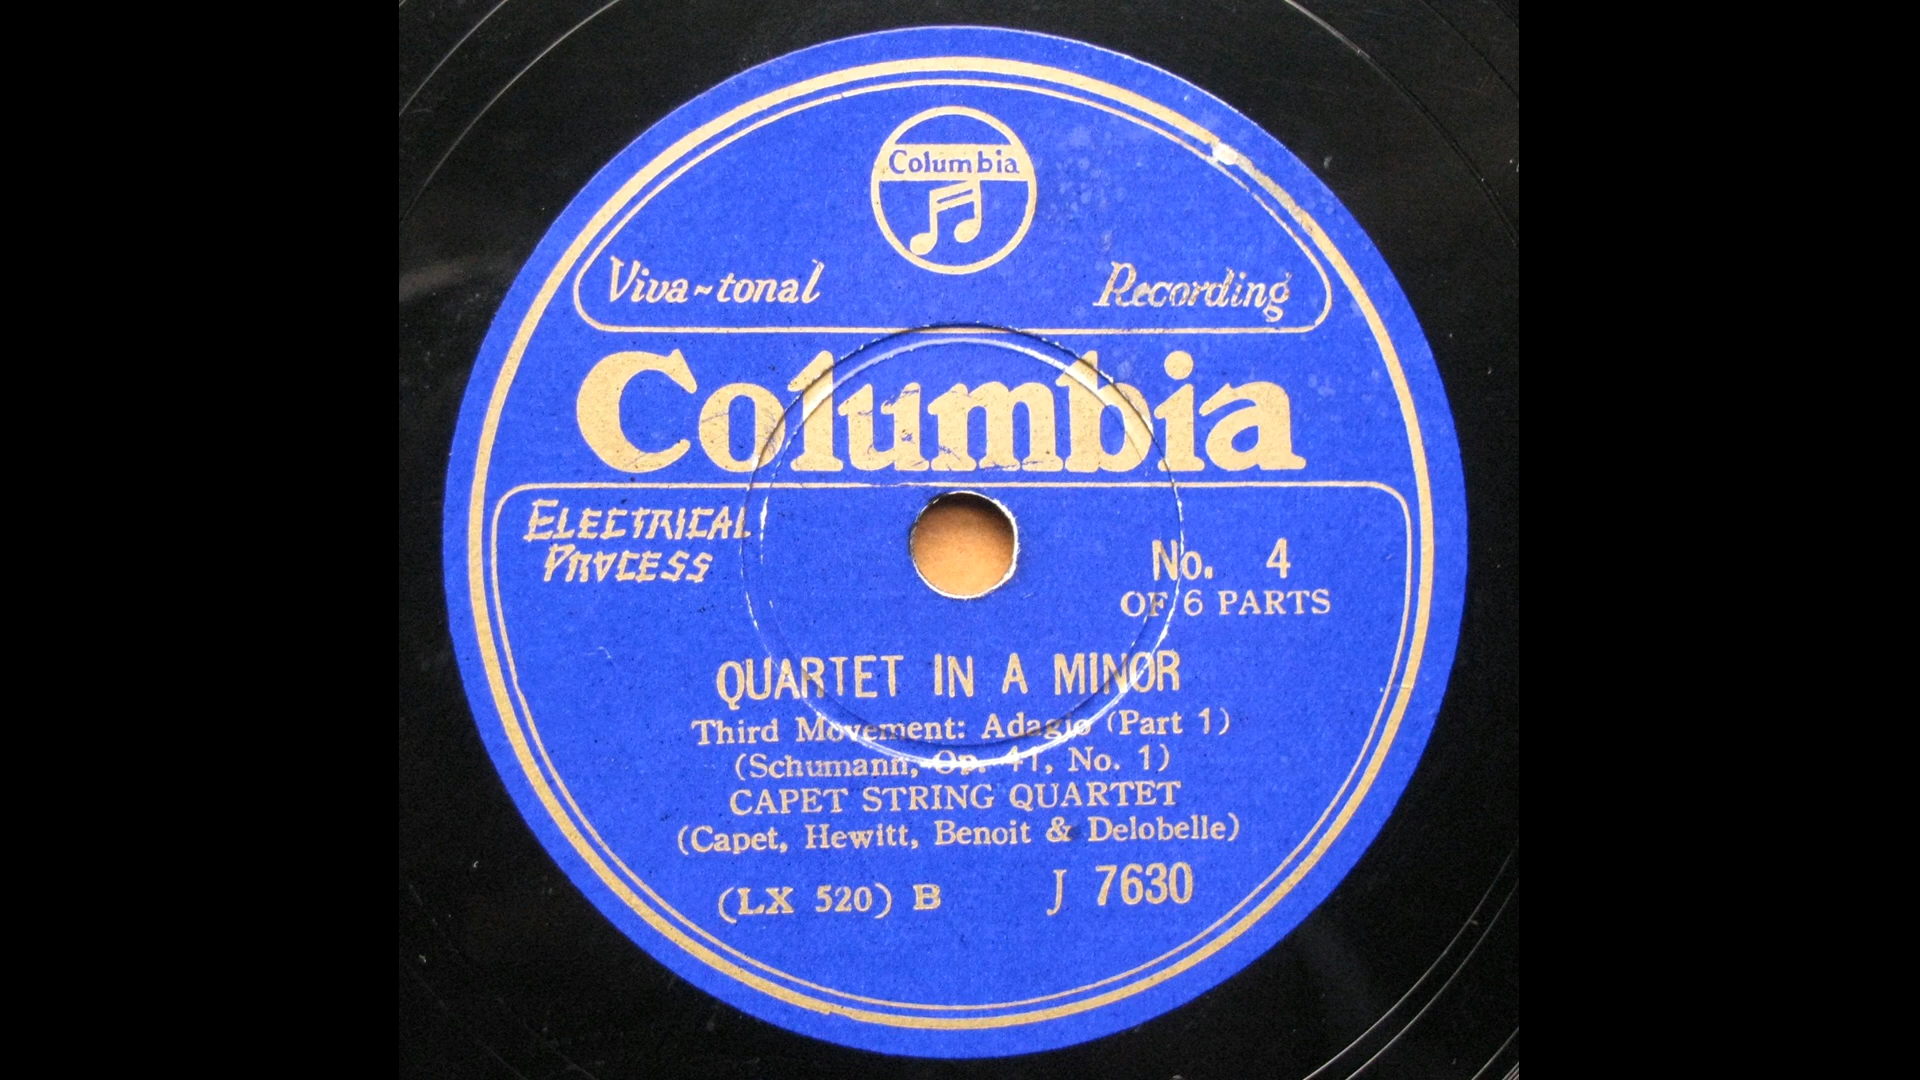 Columbia
Viva-tonal Recording
Columbia
ELECTRICAL
PROCESS
No. 4
OF 6 PARTS
QUARTET IN A MINOR
Third Movement: Adagio (Part 1)
(Schumann, Op. 41, No. 1)
CAPET STRING QUARTET
(Capet, Hewitt, Benoit & Delobelle)
(LX 520) B J 7630